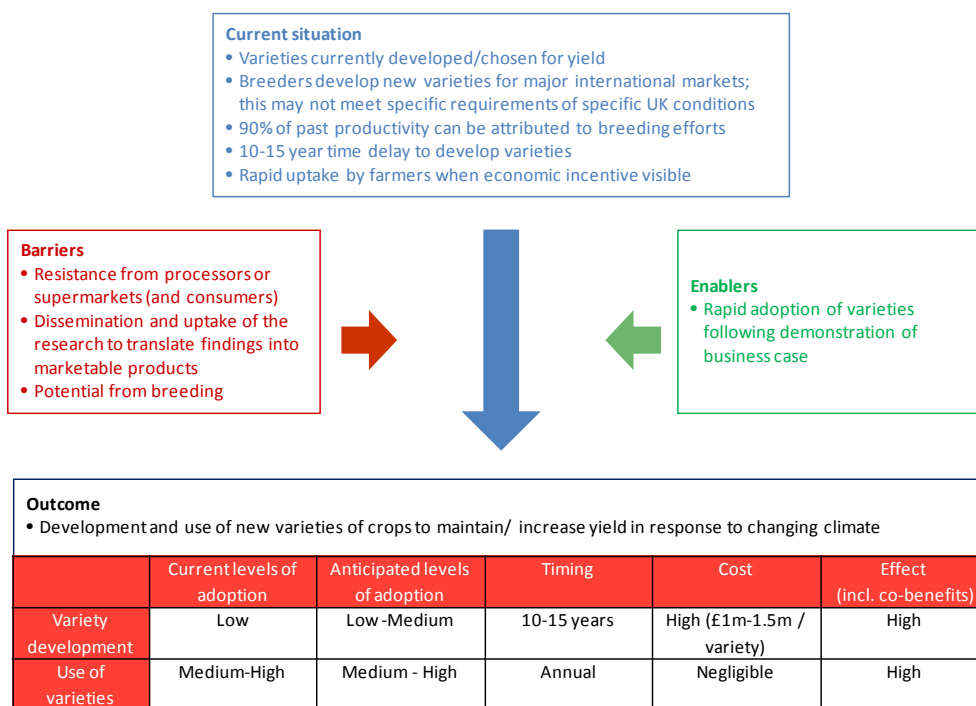 Current situation
• Varieties currently developed/chosen for yield
• Breeders develop new varieties for major international markets;
this may not meet specific requirements of specific UK conditions
• 90% of past productivity can be attributed to breeding efforts
• 10-15 year time delay to develop varieties
• Rapid uptake by farmers when economic incentive visible
Barriers
• Resistance from processors or
supermarkets (and consumers)
• Dissemination and uptake of the
research to translate findings into
marketable products
• Potential from breeding
Enablers
• Rapid adoption of varieties
following demonstration of
business case
Outcome
• Development and use of new varieties of crops to maintain/ increase yield in response to changing climate
Current levels of adoption
Anticipated levels of adoption
Timing
Cost
Effect (incl. co-benefits)
Variety development
Low
Low-Medium
10-15 years
High (£1m-1.5m / variety)
High
Use of varieties
Medium-High
Medium - High
Annual
Negligible
High